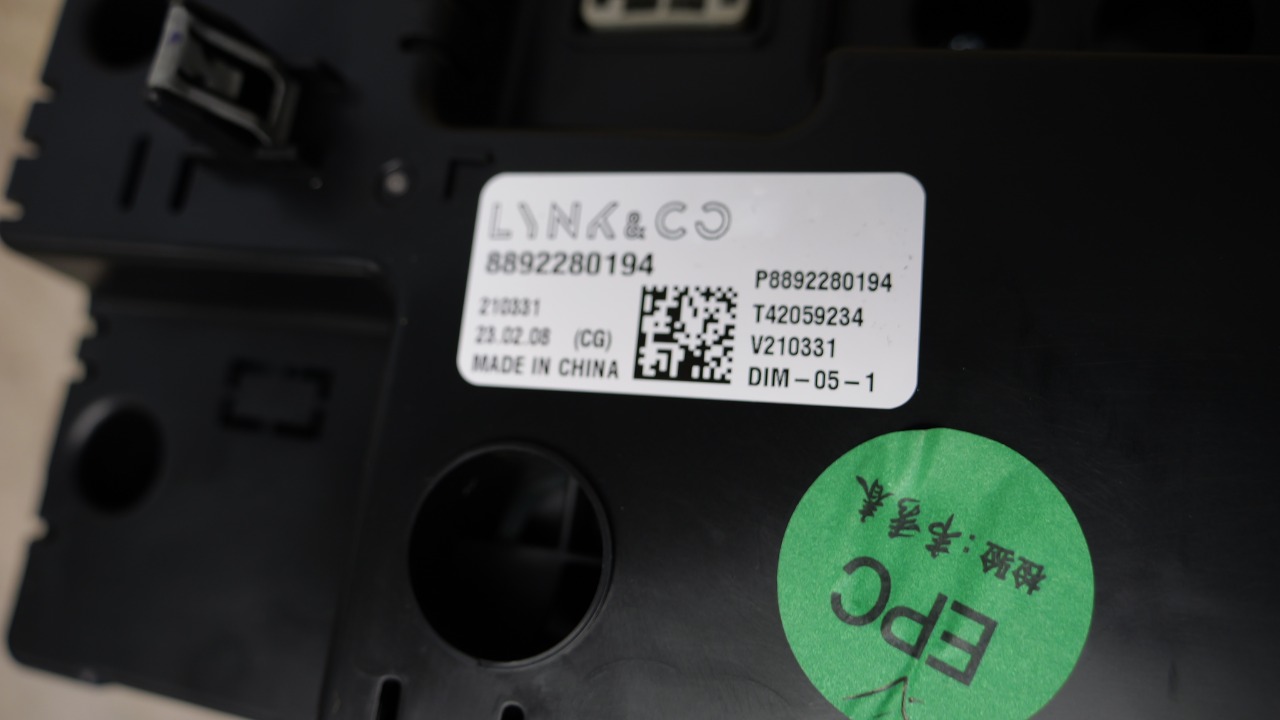 LYNK&CO
8892280194
210331
23.02.08 (CG)
MADE IN CHINA
P8892280194
T42059234
V210331
DIM-05-1
EPC
检验: